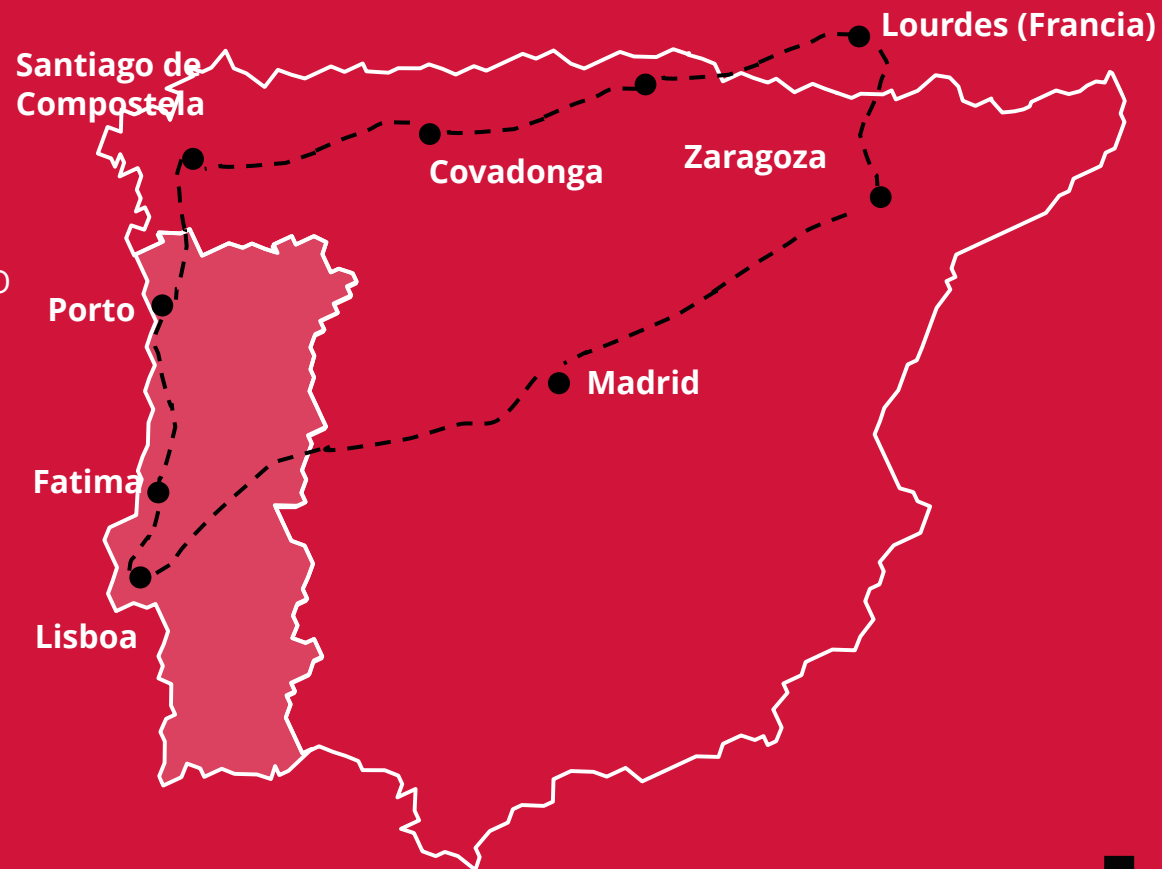 Lourdes (Francia)
Santiago de
Compostela
Zaragoza
Covadonga
Porto
Madrid
Fatima
Lisboa